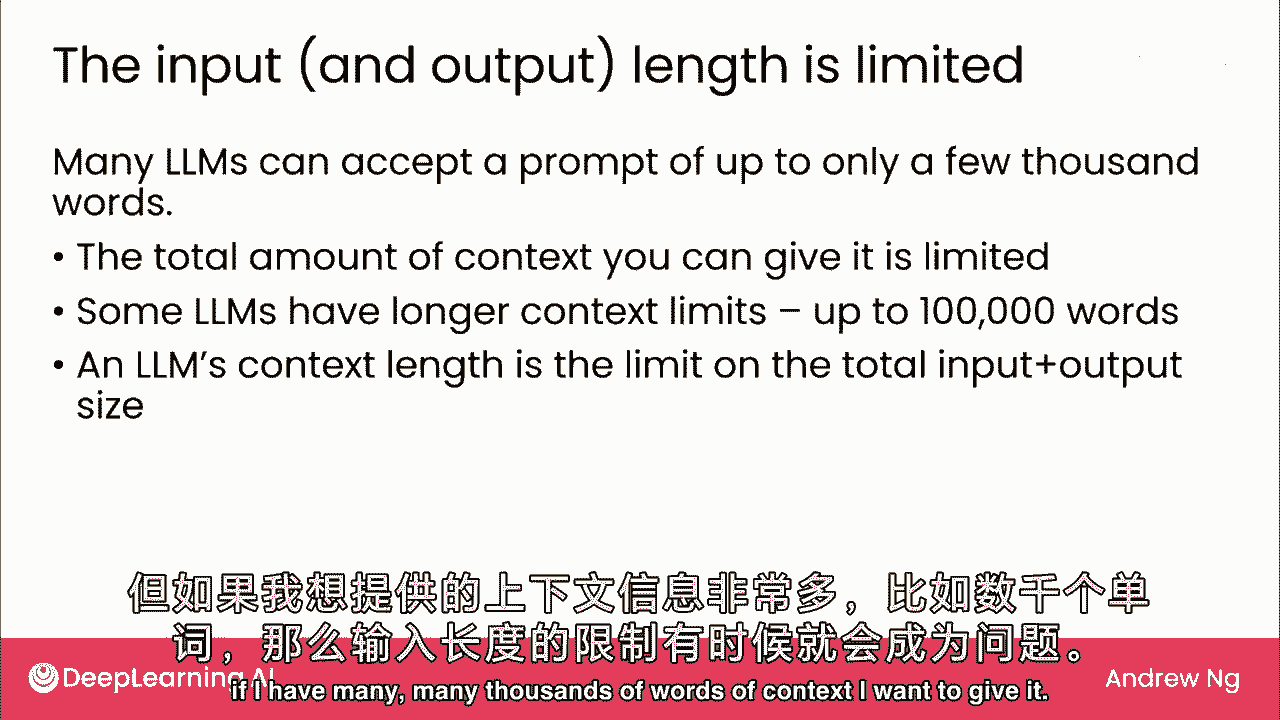 The input (and output) length is limited
Many LLMs can accept a prompt of up to only a few thousand
words.
• The total amount of context you can give it is limited
• Some LLMs have longer context limits – up to 100,000 words
• An LLM’s context length is the limit on the total input+output
size
但如果我想提供的上下文信息非常多，比如数千个单
词，那么输入长度的限制有时候就会成为问题。
DeepLearning.AI
if I have many, many thousands of words of context I want to give it.
Andrew Ng